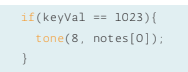 if(keyVal == 1023){
tone(8, notes[0]);
}